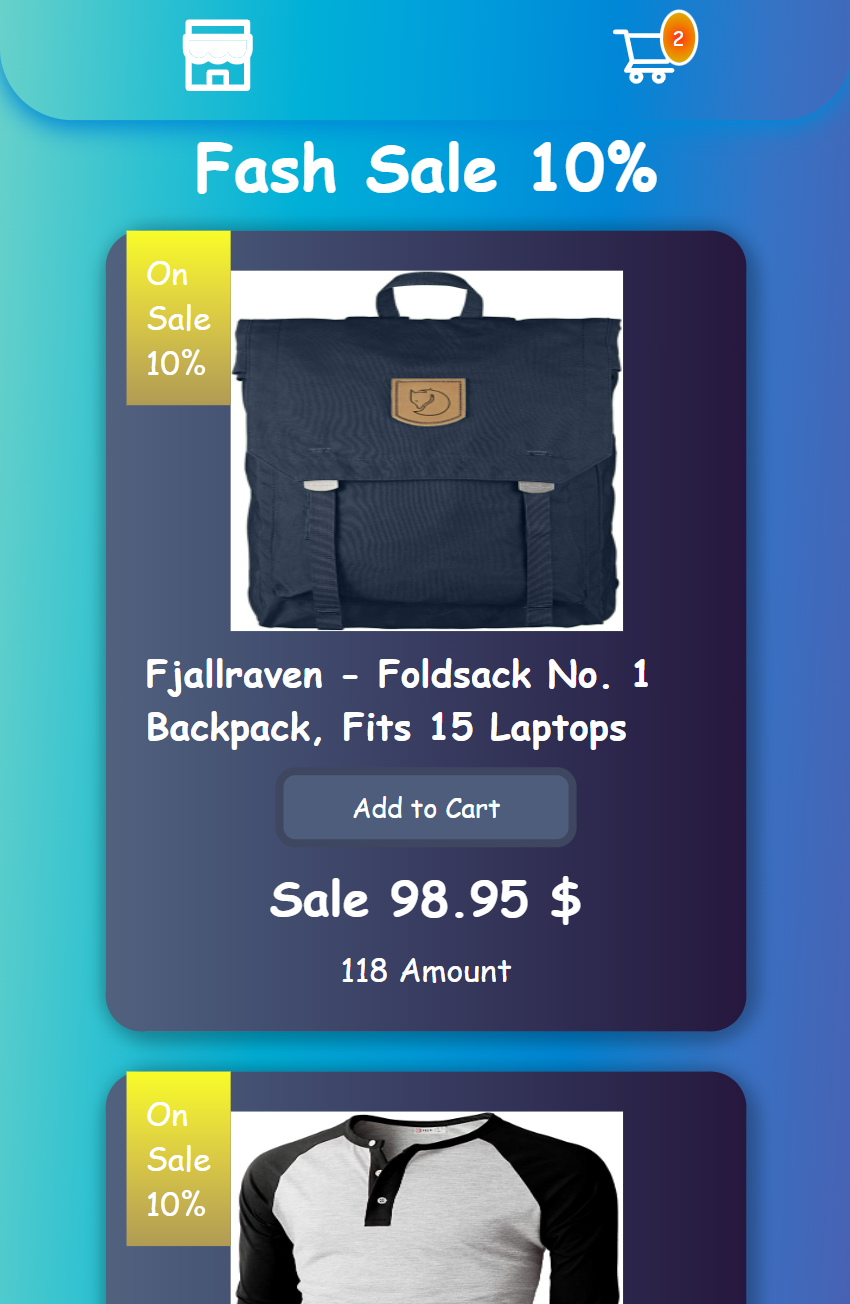 2
Fash Sale 10%
On
Sale
10%
Fjallraven - Foldsack No. 1
Backpack, Fits 15 Laptops
Add to Cart
Sale 98.95 $
118 Amount
On
Sale
10%